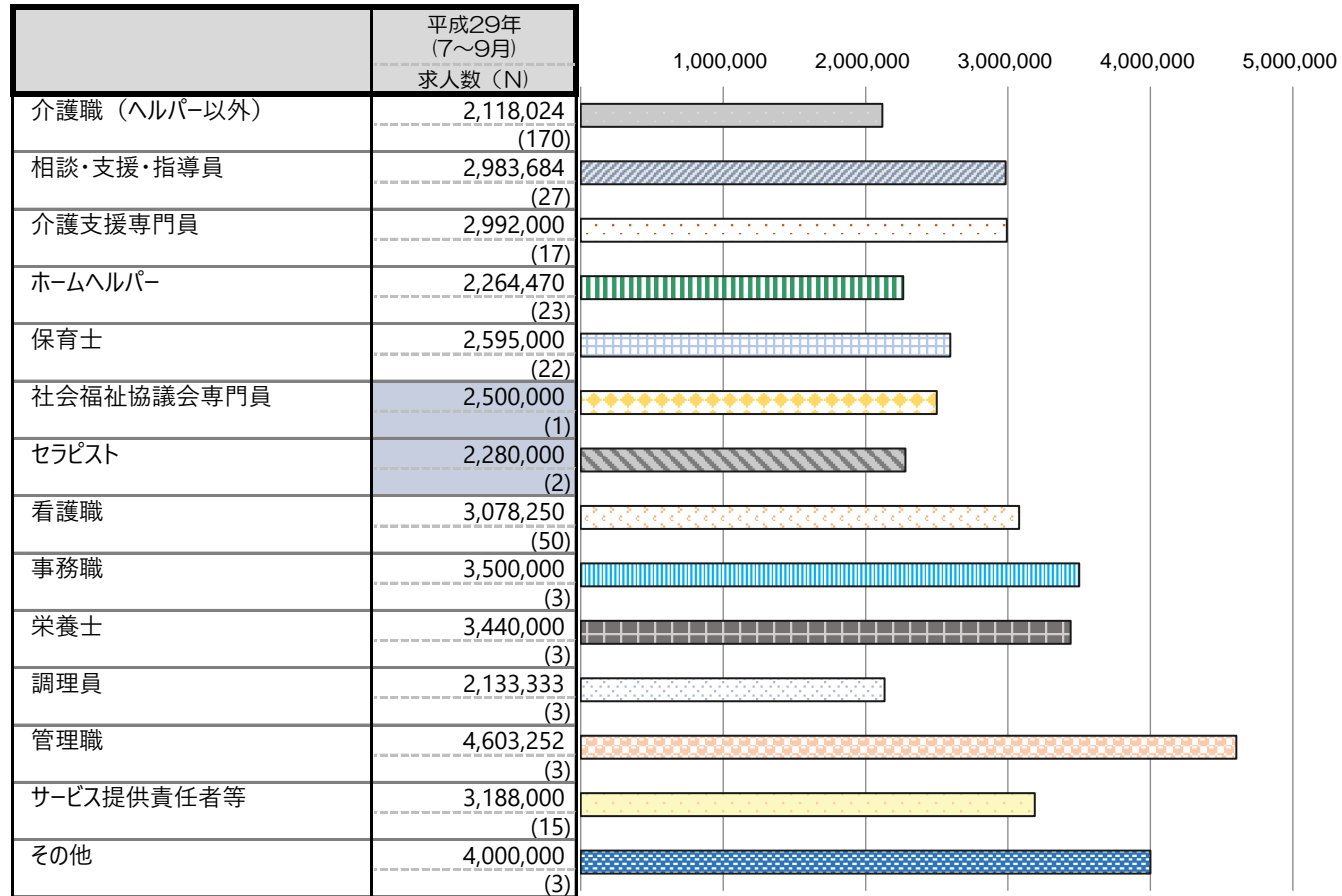 平成29年
(7～9月)
求人数（N）
1,000,000 2,000,000 3,000,000 4,000,000 5,000,000
介護職（ヘルパー以外） 2,118,024
(170)
相談・支援・指導員 2,983,684
(27)
介護支援専門員 2,992,000
(17)
ホームヘルパー 2,264,470
(23)
保育士 2,595,000
(22)
社会福祉協議会専門員 2,500,000
(1)
セラピスト 2,280,000
(2)
看護職 3,078,250
(50)
事務職 3,500,000
(3)
栄養士 3,440,000
(3)
調理員 2,133,333
(3)
管理職 4,603,252
(3)
サービス提供責任者等 3,188,000
(15)
その他 4,000,000
(3)